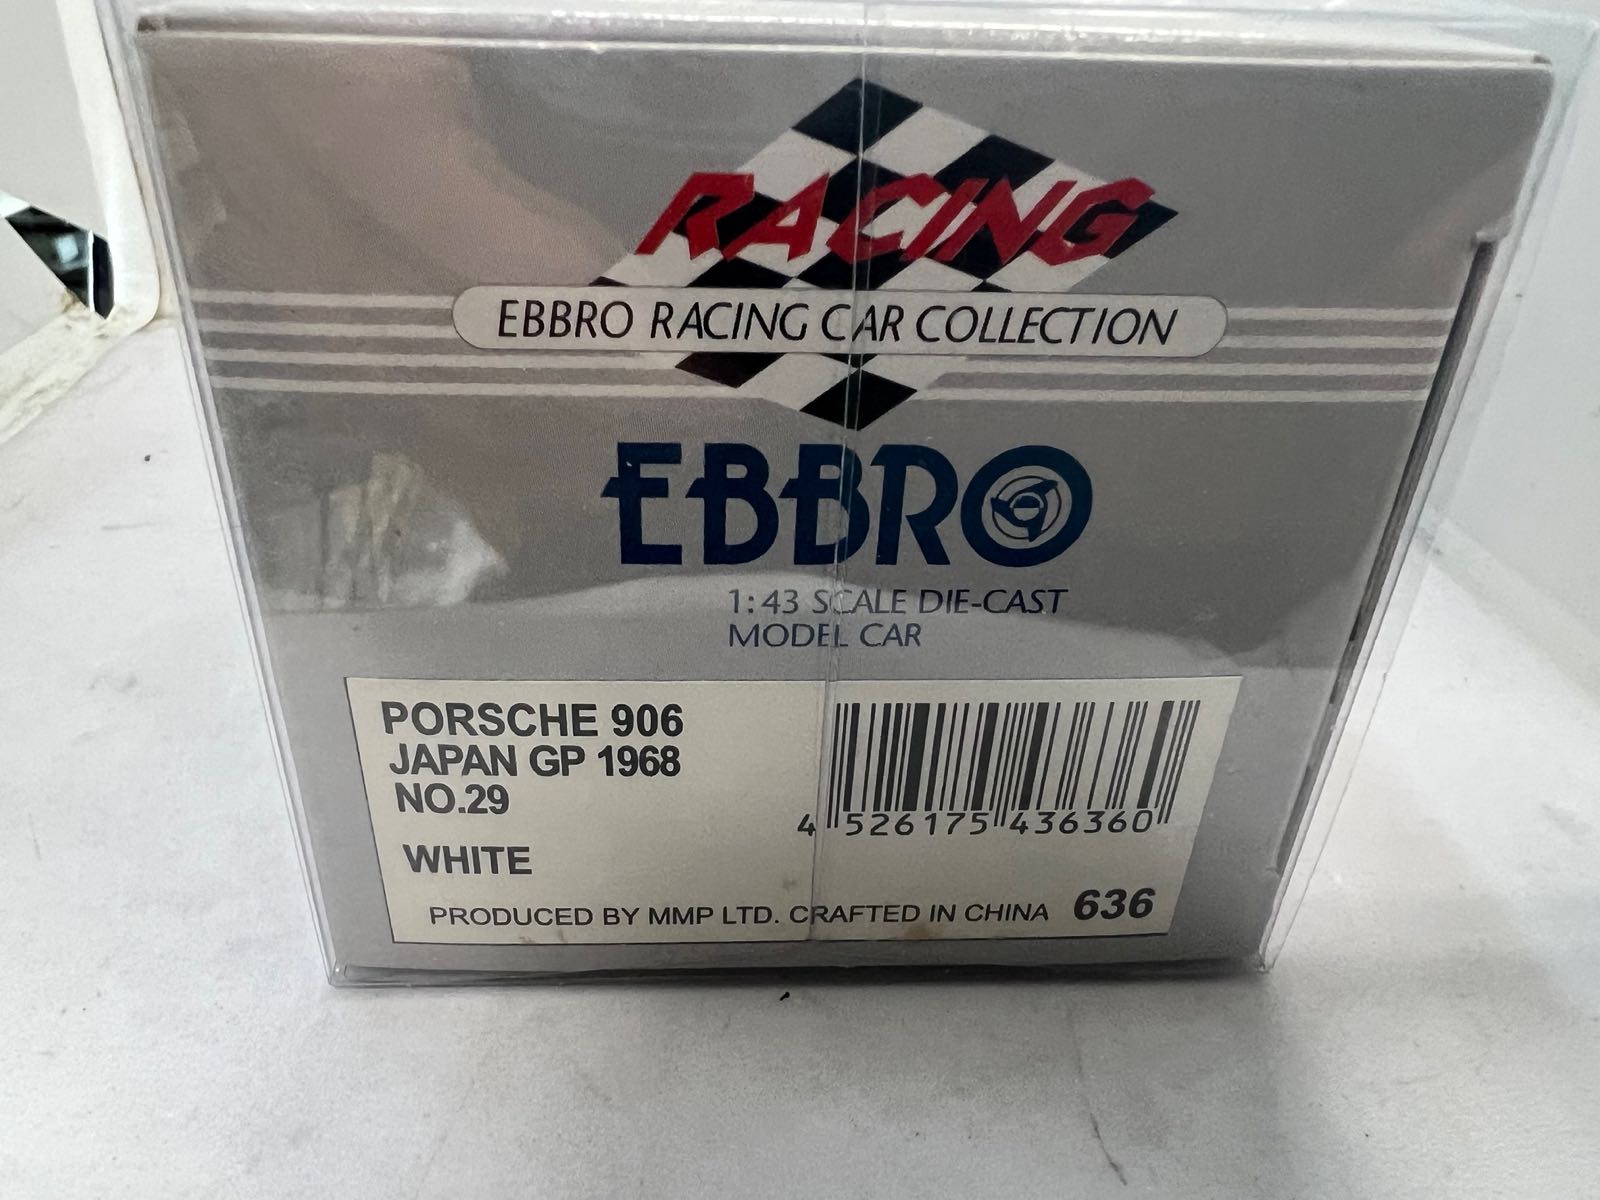 RACING
EBBRO RACING CAR COLLECTION
EBBRO
1:43 SCALE DIE-CAST
MODEL CAR
PORSCHE 906
JAPAN GP 1968
NO.29
WHITE
4 526175 436360
PRODUCED BY MMP LTD. CRAFTED IN CHINA 636